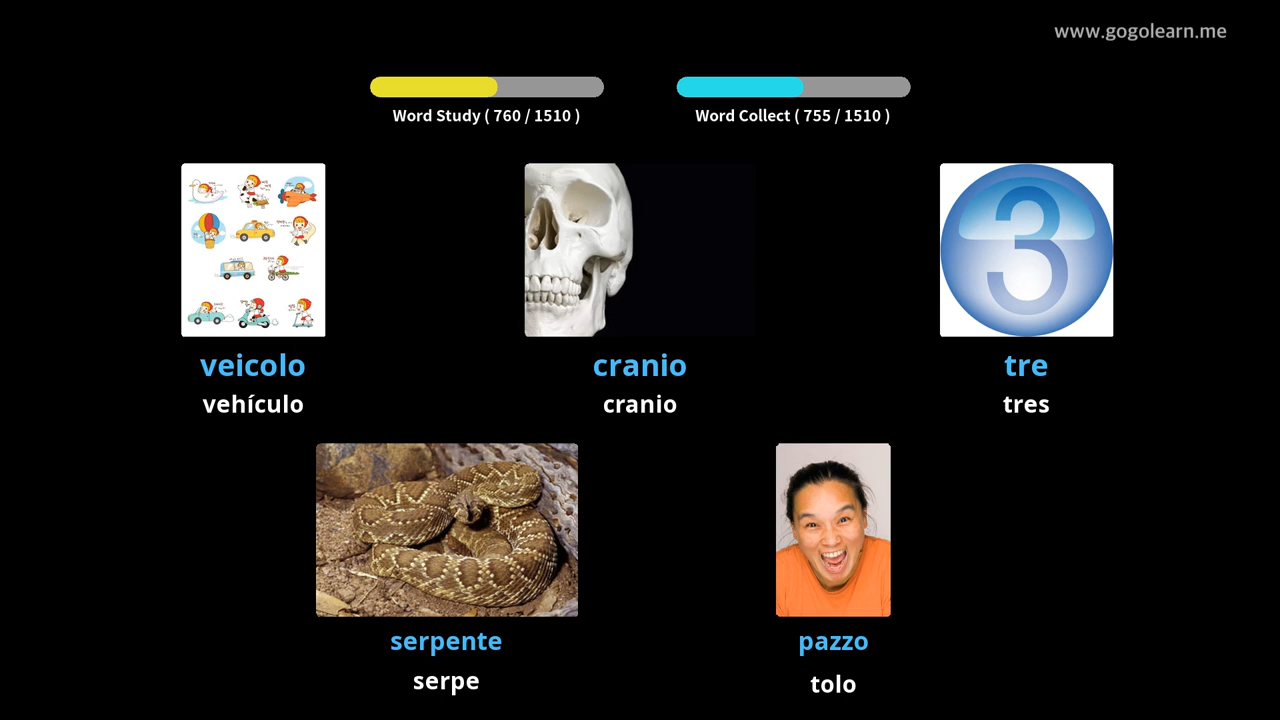 www.gogolearn.me
Word Study ( 760 / 1510 )
Word Collect ( 755 / 1510 )
3
veicolo
vehículo
cranio
cranio
tre
tres
serpente
serpe
pazzo
tolo